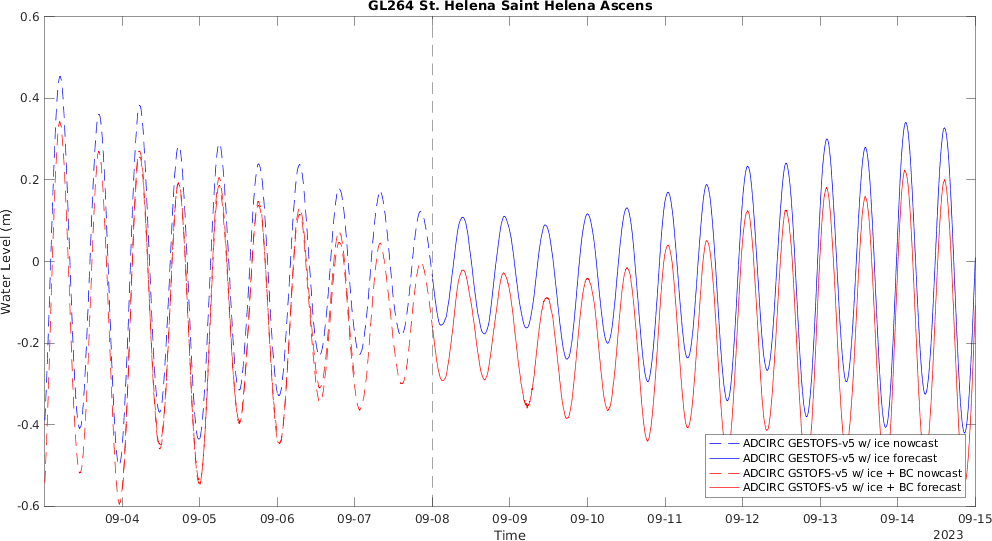 GL264 St. Helena Saint Helena Ascens
0.6
0.4
0.2
0
-0.2
-0.4
-0.6
Water Level (m)
09-04 09-05 09-06 09-07 09-08 09-09 09-10 09-11 09-12 09-13 09-14 09-15
Time
2023
ADCIRC GESTOFS-v5 w/ ice nowcast
ADCIRC GESTOFS-v5 w/ ice forecast
ADCIRC GSTOFS-v5 w/ ice + BC nowcast
ADCIRC GSTOFS-v5 w/ ice + BC forecast